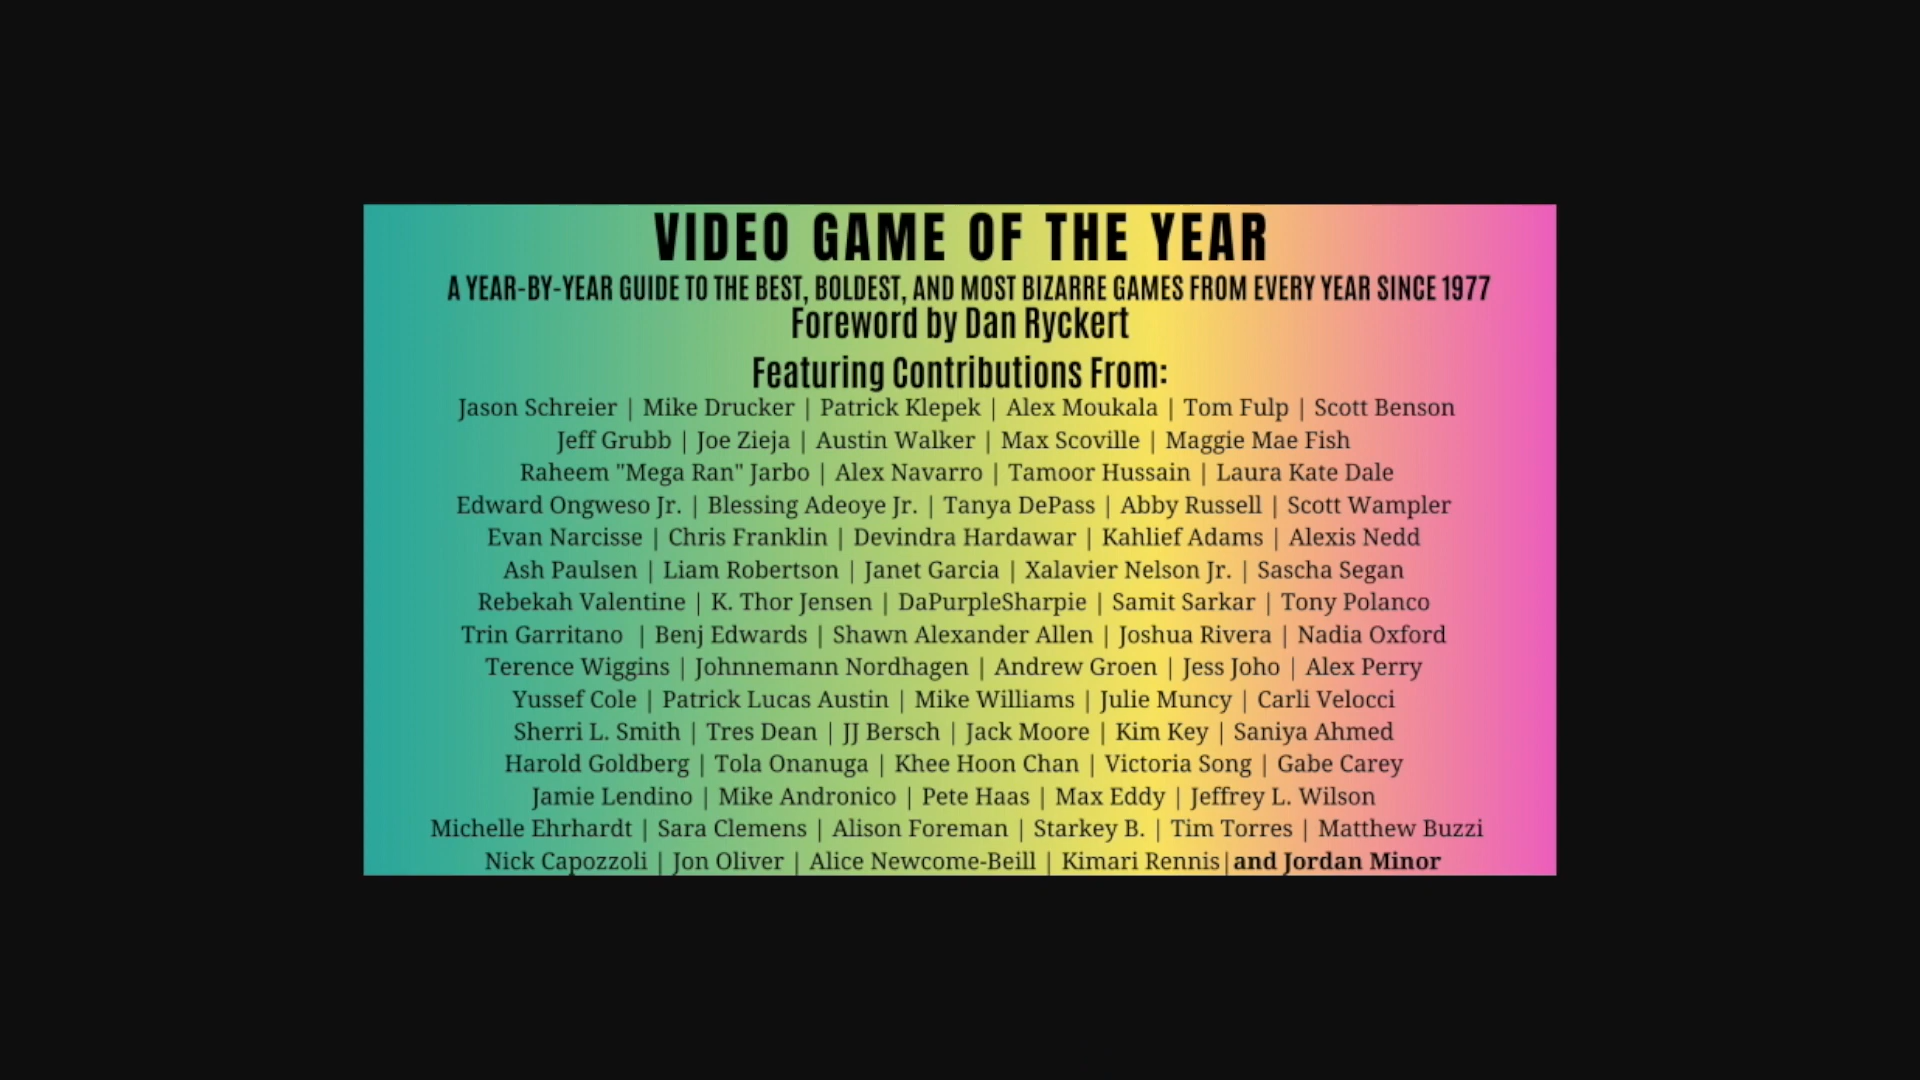 VIDEO GAME OF THE YEAR
A YEAR-BY-YEAR GUIDE TO THE BEST, BOLDEST, AND MOST BIZARRE GAMES FROM EVERY YEAR SINCE 1977
Foreword by Dan Ryckert
Featuring Contributions From:
Jason Schreier | Mike Drucker | Patrick Klepek | Alex Moukala | Tom Fulp | Scott Benson
Jeff Grubb | Joe Zieja | Austin Walker | Max Scoville | Maggie Mae Fish
Raheem "Mega Ran" Jarbo | Alex Navarro | Tamoor Hussain | Laura Kate Dale
Edward Ongweso Jr. | Blessing Adeoye Jr. | Tanya DePass | Abby Russell | Scott Wampler
Evan Narcisse | Chris Franklin | Devindra Hardawar | Kahlief Adams | Alexis Nedd
Ash Paulsen | Liam Robertson | Janet Garcia | Xalavier Nelson Jr. | Sascha Segan
Rebekah Valentine | K. Thor Jensen | DaPurpleSharpie | Samit Sarkar | Tony Polanco
Trin Garritano | Benj Edwards | Shawn Alexander Allen | Joshua Rivera | Nadia Oxford
Terence Wiggins | Johnnemann Nordhagen | Andrew Groen | Jess Joho | Alex Perry
Yussef Cole | Patrick Lucas Austin | Mike Williams | Julie Muncy | Carli Velocci
Sherri L. Smith | Tres Dean | JJ Bersch | Jack Moore | Kim Key | Saniya Ahmed
Harold Goldberg | Tola Onanuga | Khee Hoon Chan | Victoria Song | Gabe Carey
Jamie Lendino | Mike Andronico | Pete Haas | Max Eddy | Jeffrey L. Wilson
Michelle Ehrhardt | Sara Clemens | Alison Foreman | Starkey B. | Tim Torres | Matthew Buzzi
Nick Capozzoli | Jon Oliver | Alice Newcome-Beill | Kimari Rennis|and Jordan Minor